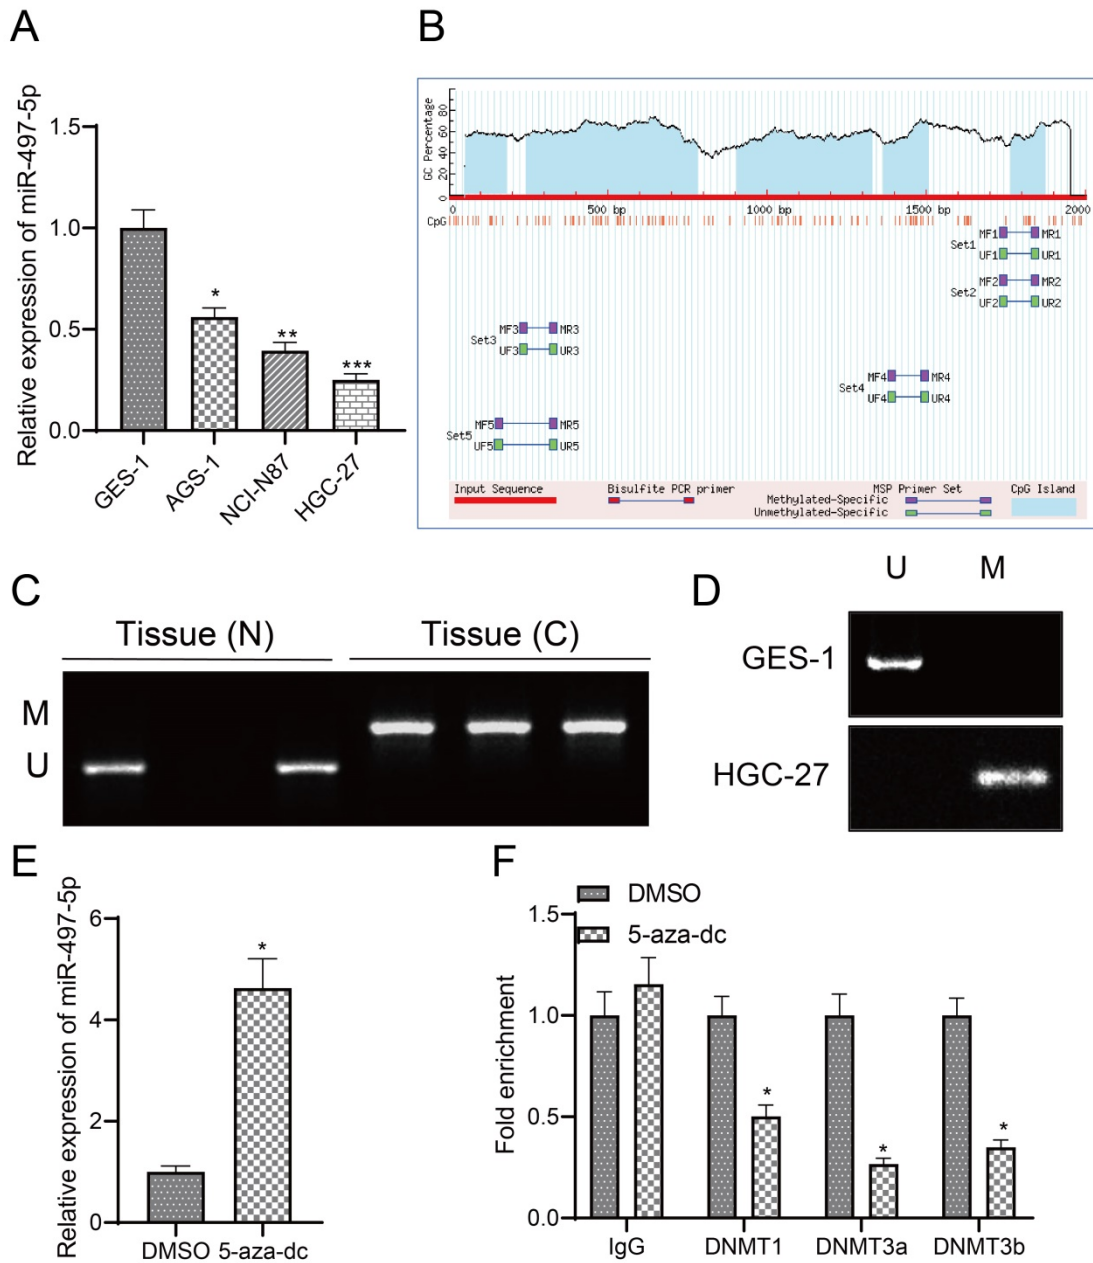 A
Relative expression of miR-497-5p
1.5
1.0
0.5
0.0
*
**
***
GES-1
AGS-1
NCI-N87
HGC-27
B
GC Percentage
80
60
40
20
0
0 500 bp 1000 bp 1500 bp 2000
CpG
Set1 MF1 MR1
UF1 UR1
Set2 MF2 MR2
UF2 UR2
Set3 MF3 MR3
UF3 UR3
Set4 MF4 MR4
UF4 UR4
Set5 MF5 MR5
UF5 UR5
Input Sequence Bisulfite PCR primer MSP Primer Set CpG Island
Methylated-Specific
Unmethylated-Specific
C
Tissue (N) Tissue (C)
M
U
D
U M
GES-1
HGC-27
E
Relative expression of miR-497-5p
6
4
2
0
*
DMSO 5-aza-dc
F
DMSO
5-aza-dc
Fold enrichment
1.5
1.0
0.5
0.0
*
*
*
IgG DNMT1 DNMT3a DNMT3b